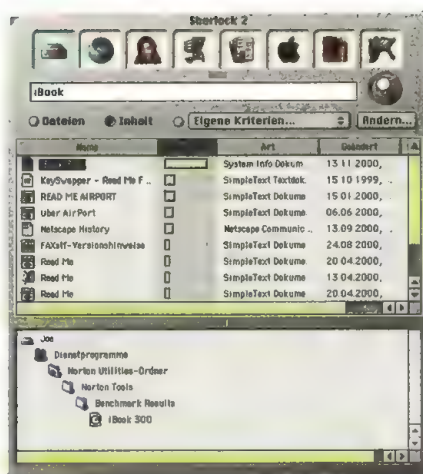 Sherlock 2
iBook
Dateien Inhalt Eigene Kriterien... Ändern...
Name Art Geändert
System Info Dokum 13.11.2000,
KeySwapper - Read Me F.. SimpleText Textdok. 15.10.1999,
READ ME AIRPORT SimpleText Dokume 15.01.2000,
Über AirPort SimpleText Dokume 06.06.2000,
Netscape History Netscape Communic .. 13.09.2000,
FAXstf-Versionshinweise SimpleText Dokume 24.08.2000,
Read Me SimpleText Dokume 20.04.2000,
Read Me SimpleText Dokume 13.04.2000,
Read Me SimpleText Dokume 20.04.2000,
Joe
Dienstprogramme
Norton Utilities-Ordner
Norton Tools
Benchmark Results
iBook 300